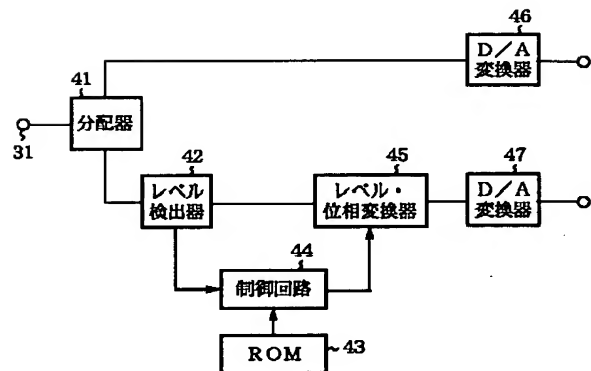 46
D/A
変換器
41
分配器
31
42
レベル
検出器
45
レベル・
位相変換器
47
D/A
変換器
44
制御回路
ROM
43